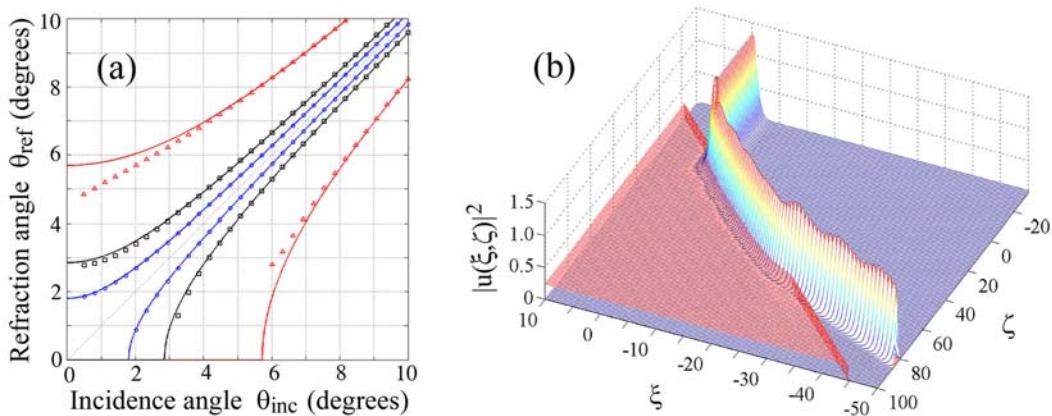 (a)
Refraction angle θref (degrees)
10
8
6
4
2
0
0 2 4 6 8 10
Incidence angle θinc (degrees)
(b)
|u(ξ,ζ)|²
1.5
1.0
0.5
0
10 0 -10 -20 -30 -40 -50
ξ
-20
0
20
40
60
80
100
ζ